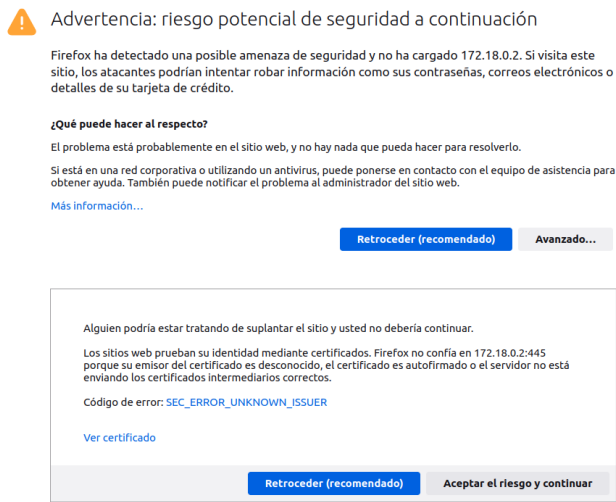 Advertencia: riesgo potencial de seguridad a continuación
Firefox ha detectado una posible amenaza de seguridad y no ha cargado 172.18.0.2. Si visita este
sitio, los atacantes podrían intentar robar información como sus contraseñas, correos electrónicos o
detalles de su tarjeta de crédito.
¿Qué puede hacer al respecto?
El problema está probablemente en el sitio web, y no hay nada que pueda hacer para resolverlo.
Si está en una red corporativa o utilizando un antivirus, puede ponerse en contacto con el equipo de asistencia para
obtener ayuda. También puede notificar el problema al administrador del sitio web.
Más información…
Retroceder (recomendado) Avanzado…
Alguien podría estar tratando de suplantar el sitio y usted no debería continuar.
Los sitios web prueban su identidad mediante certificados. Firefox no confía en 172.18.0.2:445
porque su emisor del certificado es desconocido, el certificado es autofirmado o el servidor no está
enviando los certificados intermediarios correctos.
Código de error: SEC_ERROR_UNKNOWN_ISSUER
Ver certificado
Retroceder (recomendado) Aceptar el riesgo y continuar